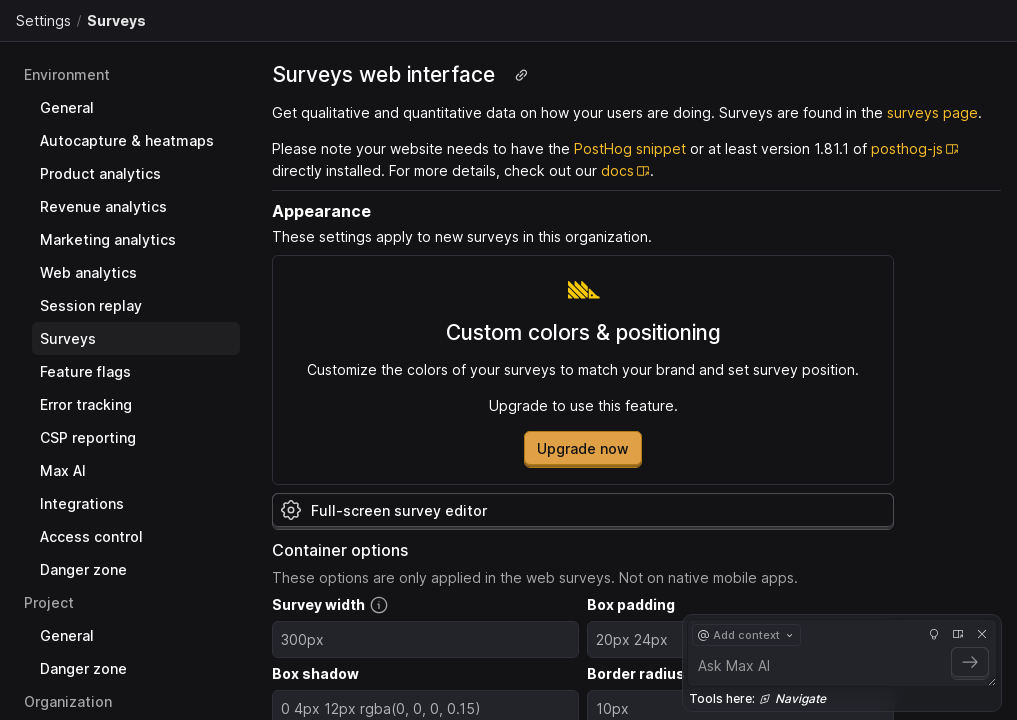 Settings / Surveys
Environment
General
Autocapture & heatmaps
Product analytics
Revenue analytics
Marketing analytics
Web analytics
Session replay
Surveys
Feature flags
Error tracking
CSP reporting
Max AI
Integrations
Access control
Danger zone
Project
General
Danger zone
Organization
Surveys web interface
Get qualitative and quantitative data on how your users are doing. Surveys are found in the surveys page.
Please note your website needs to have the PostHog snippet or at least version 1.81.1 of posthog-js
directly installed. For more details, check out our docs.
Appearance
These settings apply to new surveys in this organization.
Custom colors & positioning
Customize the colors of your surveys to match your brand and set survey position.
Upgrade to use this feature.
Upgrade now
Full-screen survey editor
Container options
These options are only applied in the web surveys. Not on native mobile apps.
Survey width
Box padding
300px
20px 24px
Box shadow
Border radius
0 4px 12px rgba(0, 0, 0, 0.15)
10px
@ Add context
Ask Max AI
Tools here: Navigate